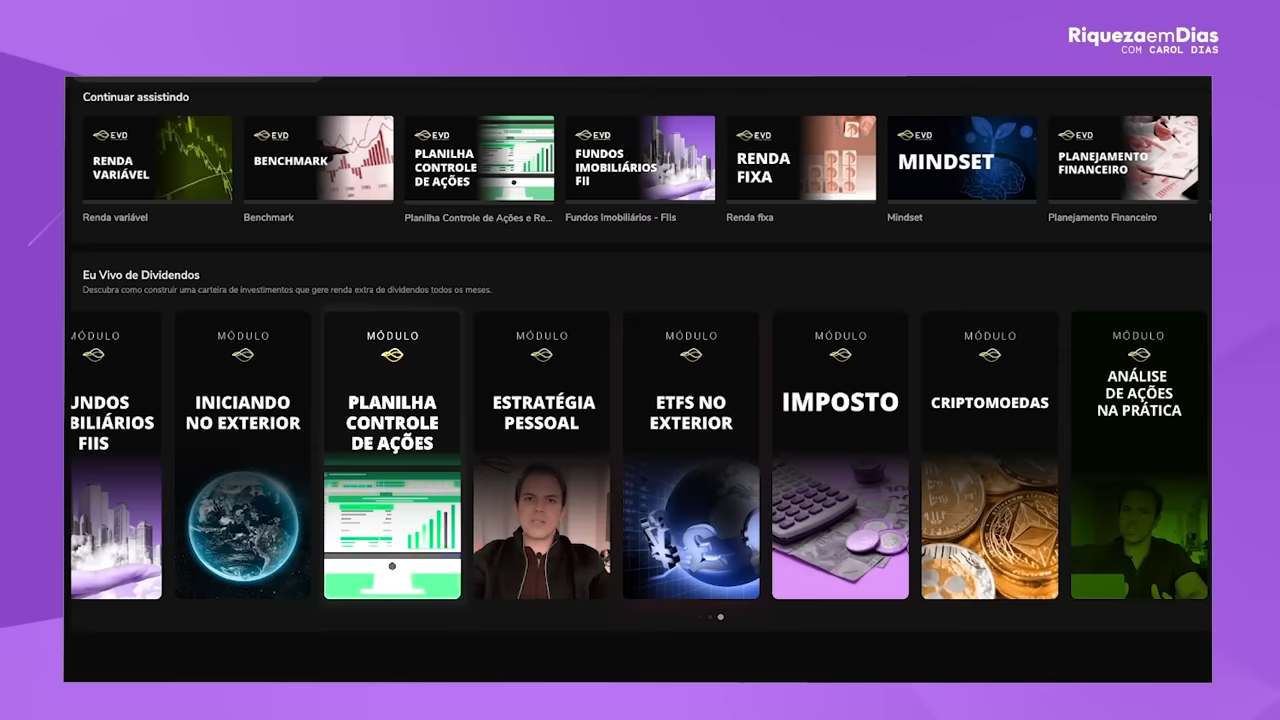 RiquezaemDias
COM CAROL DIAS
Continuar assistindo
EVD
RENDA
VARIÁVEL
EVD
BENCHMARK
EVD
PLANILHA
CONTROLE
DE AÇÕES
EVD
FUNDOS
IMOBILIÁRIOS
FII
EVD
RENDA
FIXA
EVD
MINDSET
EVD
PLANEJAMENTO
FINANCEIRO
Renda variável
Benchmark
Planilha Controle de Ações e Re...
Fundos Imobiliários - FIIs
Renda fixa
Mindset
Planejamento Financeiro
Eu Vivo de Dividendos
Descubra como construir uma carteira de investimentos que gere renda extra de dividendos todos os meses.
MÓDULO
UNDOS
BILIÁRIOS
FIIS
MÓDULO
INICIANDO
NO EXTERIOR
MÓDULO
PLANILHA
CONTROLE
DE AÇÕES
MÓDULO
ESTRATÉGIA
PESSOAL
MÓDULO
ETFS NO
EXTERIOR
MÓDULO
IMPOSTO
MÓDULO
CRIPTOMOEDAS
MÓDULO
ANÁLISE
DE AÇÕES
NA PRÁTICA